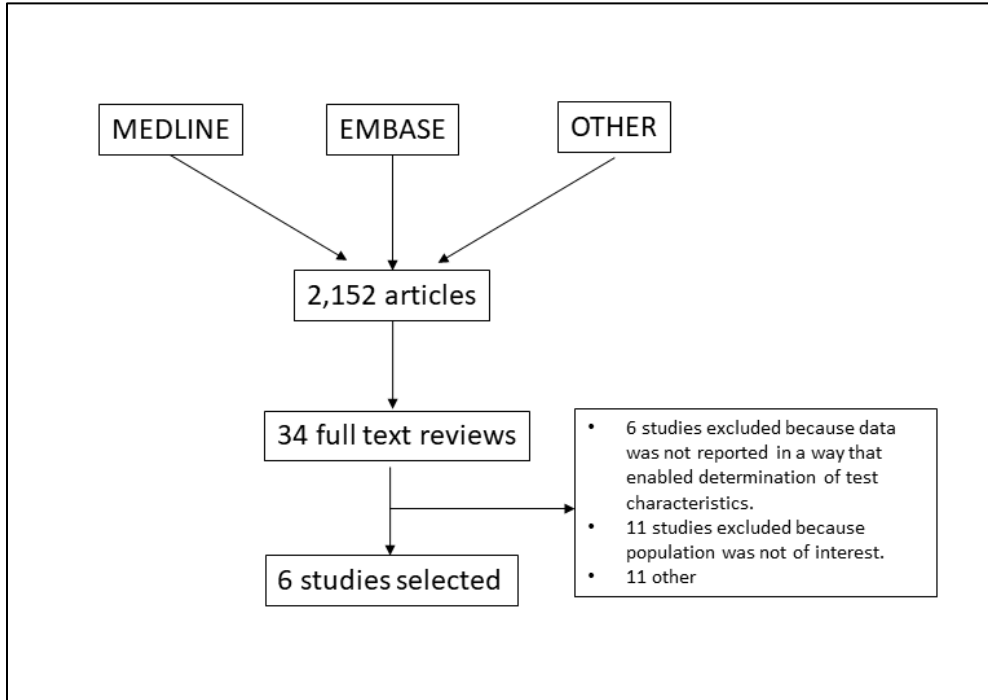 MEDLINE
EMBASE
OTHER
2,152 articles
34 full text reviews
• 6 studies excluded because data
was not reported in a way that
enabled determination of test
characteristics.
• 11 studies excluded because
population was not of interest.
• 11 other
6 studies selected